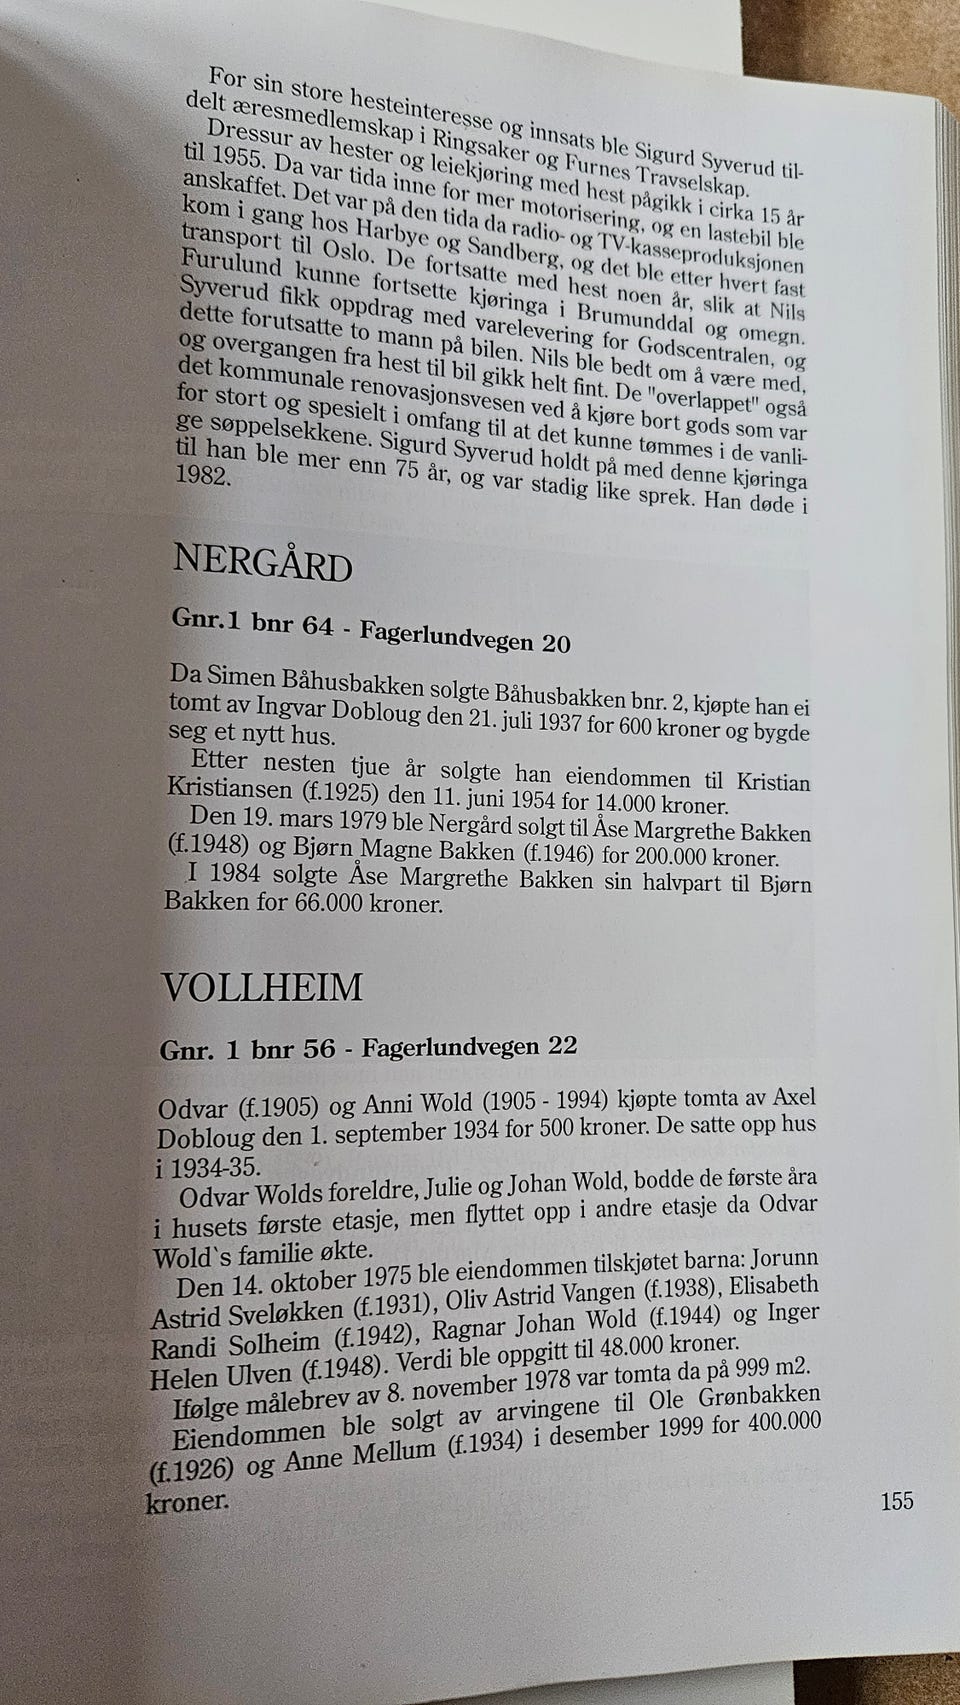 For sin store hesteinteresse og innsats ble Sigurd Syverud til-
delt æresmedlemskap i Ringsaker og Furnes Travselskap.
Dressur av hester og leiekjøring med hest pågikk i cirka 15 år
til 1955. Da var tida inne for mer motorisering, og en lastebil ble
anskaffet. Det var på den tida da radio- og TV-kasseproduksjonen
kom i gang hos Harbye og Sandberg, og det ble etter hvert fast
transport til Oslo. De fortsatte med hest noen år, slik at Nils
Furulund kunne fortsette kjøringa i Brumunddal og omegn.
Syverud fikk oppdrag med varelevering for Godscentralen, og
dette forutsatte to mann på bilen. Nils ble bedt om å være med,
og overgangen fra hest til bil gikk helt fint. De "overlappet" også
det kommunale renovasjonsvesen ved å kjøre bort gods som var
for stort og spesielt i omfang til at det kunne tømmes i de vanli-
ge søppelsekkene. Sigurd Syverud holdt på med denne kjøringa
til han ble mer enn 75 år, og var stadig like sprek. Han døde i
1982.
NERGÅRD
Gnr.1 bnr 64 - Fagerlundvegen 20
Da Simen Båhusbakken solgte Båhusbakken bnr. 2, kjøpte han ei
tomt av Ingvar Dobloug den 21. juli 1937 for 600 kroner og bygde
seg et nytt hus.
Etter nesten tjue år solgte han eiendommen til Kristian
Kristiansen (f.1925) den 11. juni 1954 for 14.000 kroner.
Den 19. mars 1979 ble Nergård solgt til Åse Margrethe Bakken
(f.1948) og Bjørn Magne Bakken (f.1946) for 200.000 kroner.
I 1984 solgte Åse Margrethe Bakken sin halvpart til Bjørn
Bakken for 66.000 kroner.
VOLLHEIM
Gnr. 1 bnr 56 - Fagerlundvegen 22
Odvar (f.1905) og Anni Wold (1905 - 1994) kjøpte tomta av Axel
Dobloug den 1. september 1934 for 500 kroner. De satte opp hus
i 1934-35.
Odvar Wolds foreldre, Julie og Johan Wold, bodde de første åra
i husets første etasje, men flyttet opp i andre etasje da Odvar
Wold`s familie økte.
Den 14. oktober 1975 ble eiendommen tilskjøtet barna: Jorunn
Astrid Sveløkken (f.1931), Oliv Astrid Vangen (f.1938), Elisabeth
Randi Solheim (f.1942), Ragnar Johan Wold (f.1944) og Inger
Helen Ulven (f.1948). Verdi ble oppgitt til 48.000 kroner.
Ifølge målebrev av 8. november 1978 var tomta da på 999 m2.
Eiendommen ble solgt av arvingene til Ole Grønbakken
(f.1926) og Anne Mellum (f.1934) i desember 1999 for 400.000
kroner.
155